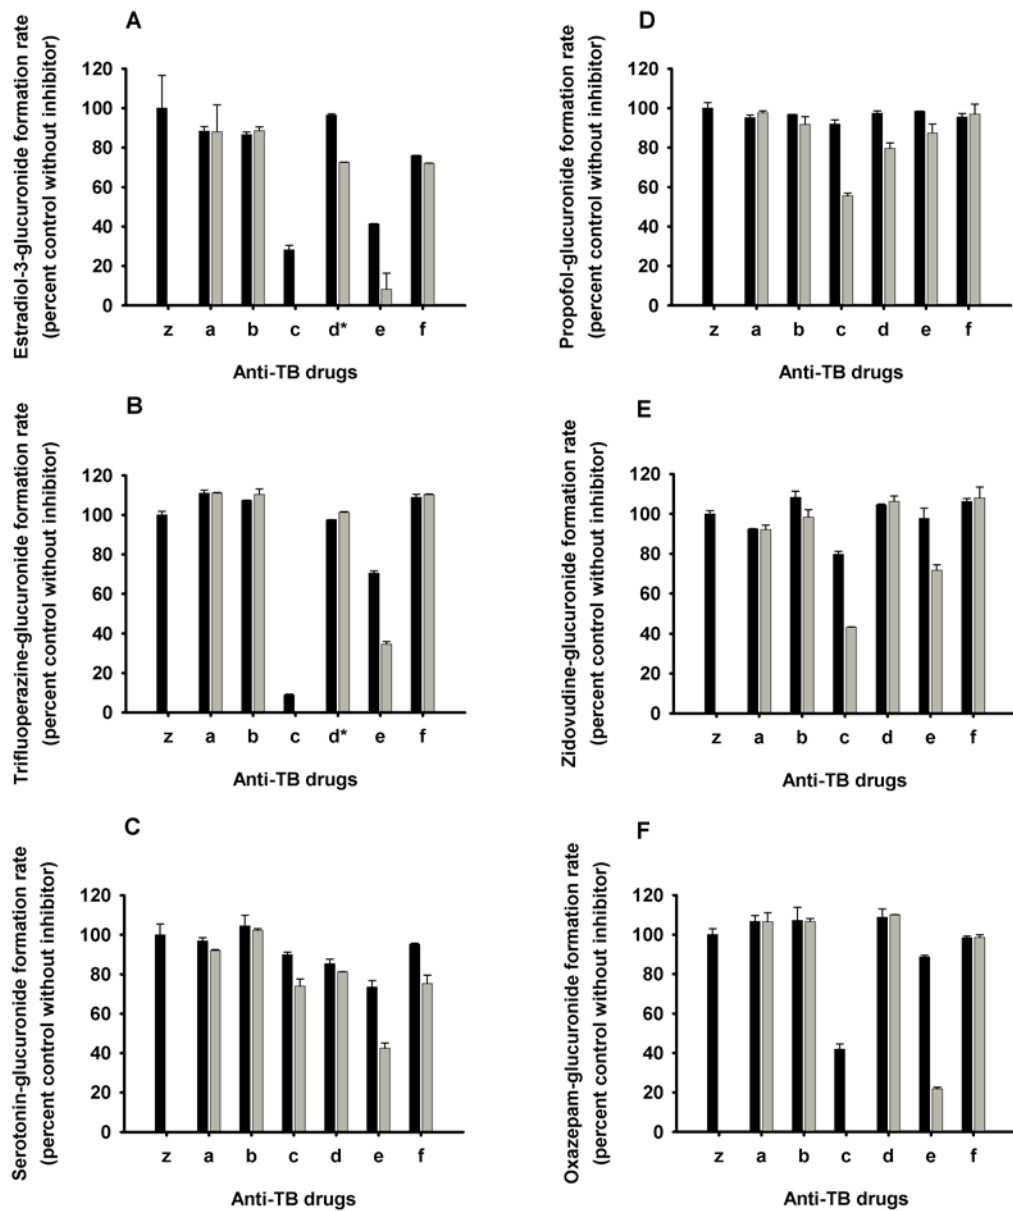 A
Estradiol-3-glucuronide formation rate
(percent control without inhibitor)
120
100
80
60
40
20
0
z a b c d* e f
Anti-TB drugs
B
Trifluoperazine-glucuronide formation rate
(percent control without inhibitor)
120
100
80
60
40
20
0
z a b c d* e f
Anti-TB drugs
C
Serotonin-glucuronide formation rate
(percent control without inhibitor)
120
100
80
60
40
20
0
z a b c d e f
Anti-TB drugs
D
Propofol-glucuronide formation rate
(percent control without inhibitor)
120
100
80
60
40
20
0
z a b c d e f
Anti-TB drugs
E
Zidovudine-glucuronide formation rate
(percent control without inhibitor)
120
100
80
60
40
20
0
z a b c d e f
Anti-TB drugs
F
Oxazepam-glucuronide formation rate
(percent control without inhibitor)
120
100
80
60
40
20
0
z a b c d e f
Anti-TB drugs